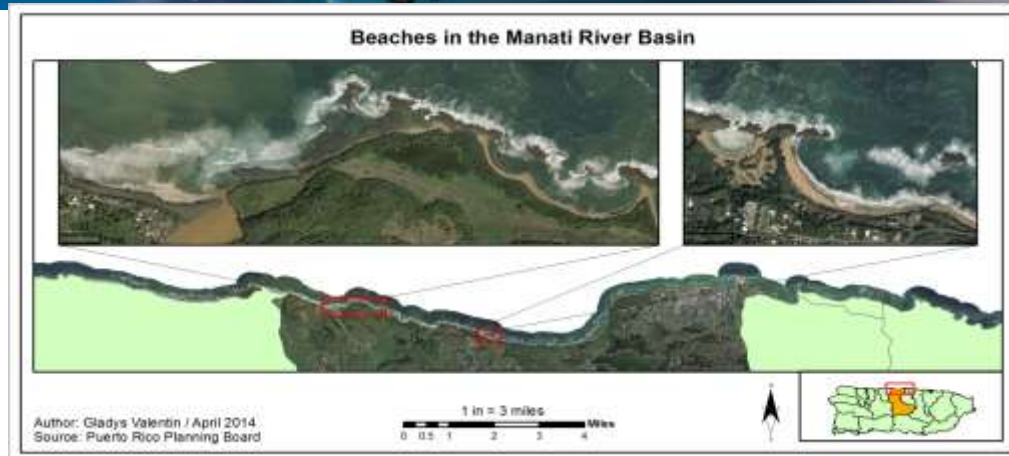 Beaches in the Manati River Basin
Author: Gladys Valentin / April 2014
Source: Puerto Rico Planning Board
1 in = 3 miles
Miles
0 0.5 1 2 3 4